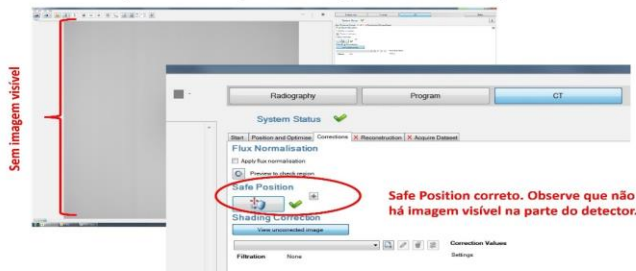 Sem imagem visível
Radiography
Program
CT
System Status
Start
Position and Optimise
Corrections
Reconstruction
Acquire Dataset
Flux Normalisation
Apply flux normalisation
Preview to check region
Safe Position
Safe Position correto. Observe que não
há imagem visível na parte do detector.
Shading Correction
View uncorrected image
Correction Values
Filtration None
Settings